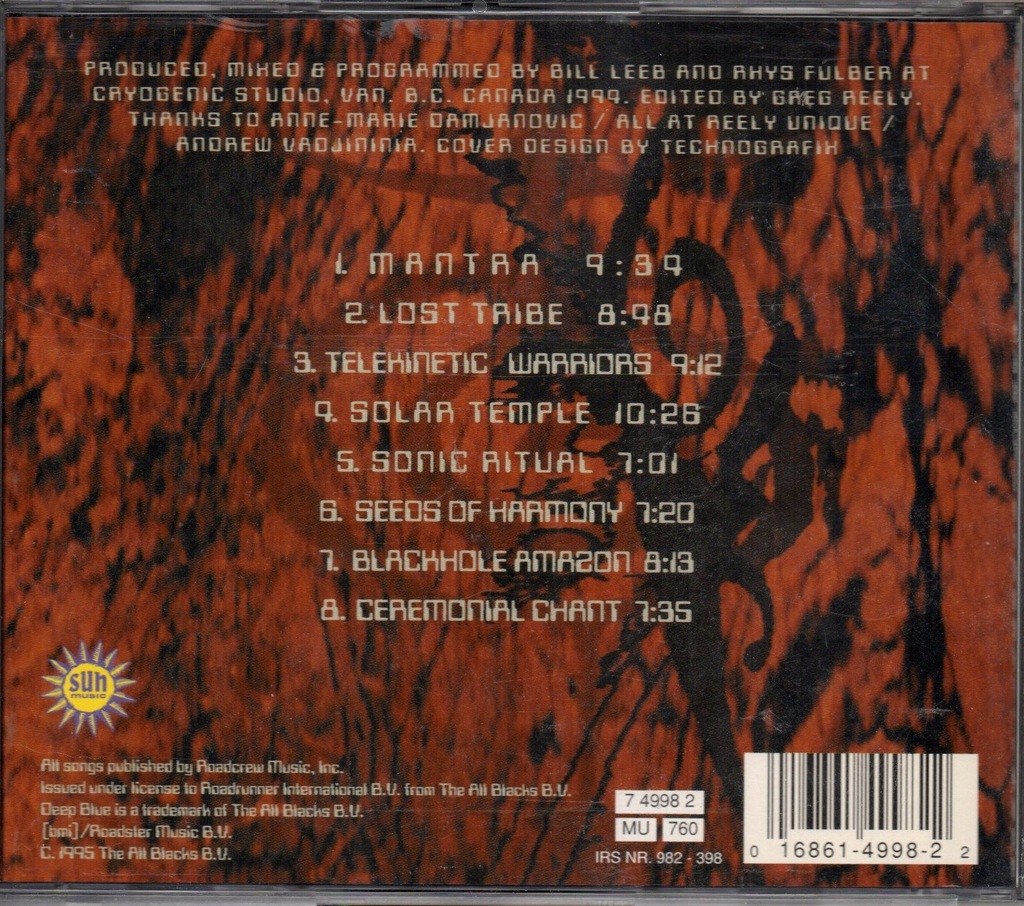 PRODUCED, MIXED & PROGRAMMED BY BILL LEEB AND RHYS FULBER AT
CRYOGENIC STUDIO, VAN. B.C. CANADA 1994. EDITED BY GREG REELY.
THANKS TO ANNE-MARIE DAMJANOVIC / ALL AT REELY UNIQUE /
ANDREW VADJININIA. COVER DESIGN BY TECHNOGRAFIX
1. MANTRA 9:34
2. LOST TRIBE 8:48
3. TELEKINETIC WARRIORS 9:12
4. SOLAR TEMPLE 10:26
5. SONIC RITUAL 7:01
6. SEEDS OF HARMONY 7:20
7. BLACKHOLE AMAZON 8:13
8. CEREMONIAL CHANT 7:35
sun
MUSIC
All songs published by Roadcrew Music, Inc.
Issued under license to Roadrunner International B.V. from The All Blacks B.V.
Deep Blue is a trademark of The All Blacks B.V.
[bmi]/Roadster Music B.V.
C. 1995 The All Blacks B.V.
7 4998 2
MU 760
IRS NR. 982 - 398
0 16861-4998-2 2